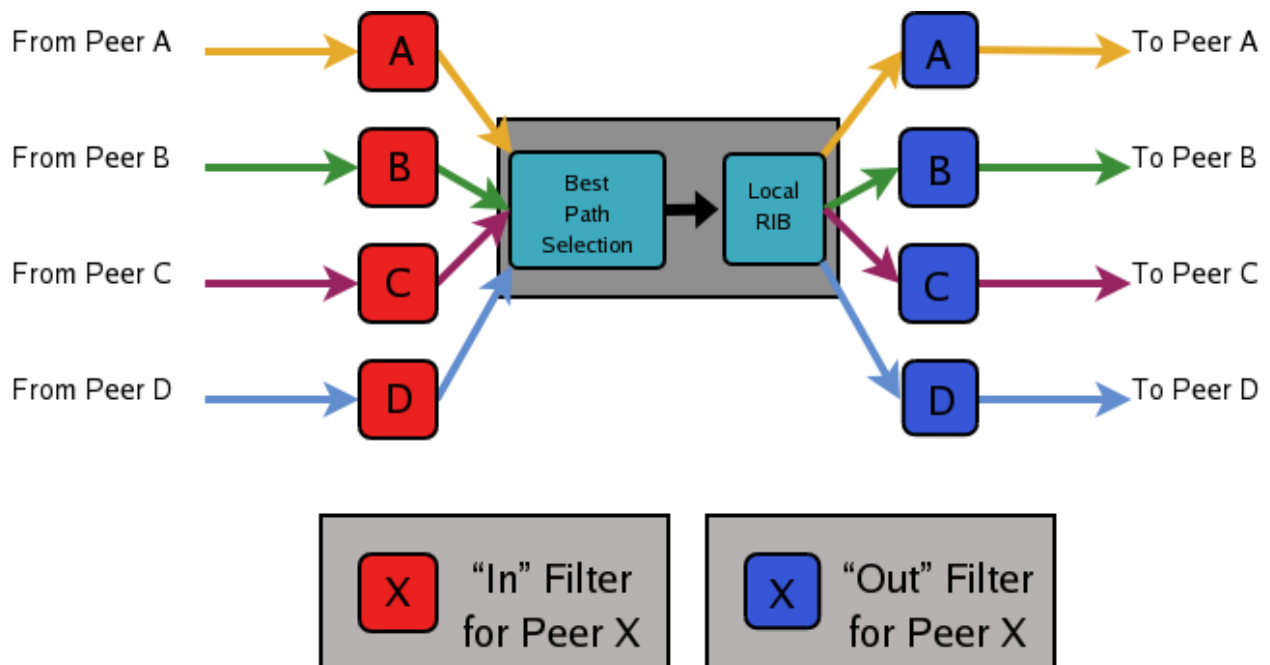 From Peer A
A
A
To Peer A
From Peer B
B
Best
Path
Selection
Local
RIB
B
To Peer B
From Peer C
C
C
To Peer C
From Peer D
D
D
To Peer D
X
“In” Filter
for Peer X
X
“Out” Filter
for Peer X